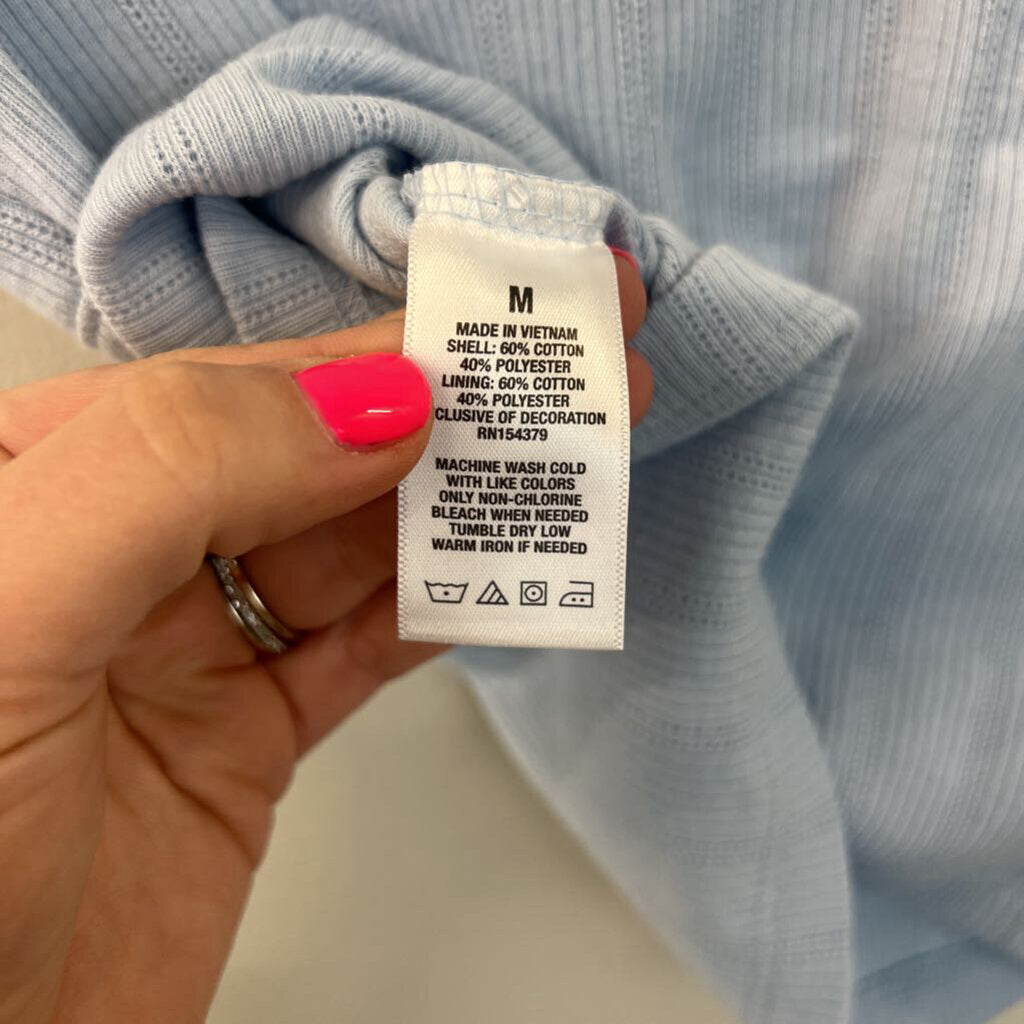 M
MADE IN VIETNAM
SHELL: 60% COTTON
40% POLYESTER
LINING: 60% COTTON
40% POLYESTER
CLUSIVE OF DECORATION
RN154379
MACHINE WASH COLD
WITH LIKE COLORS
ONLY NON-CHLORINE
BLEACH WHEN NEEDED
TUMBLE DRY LOW
WARM IRON IF NEEDED